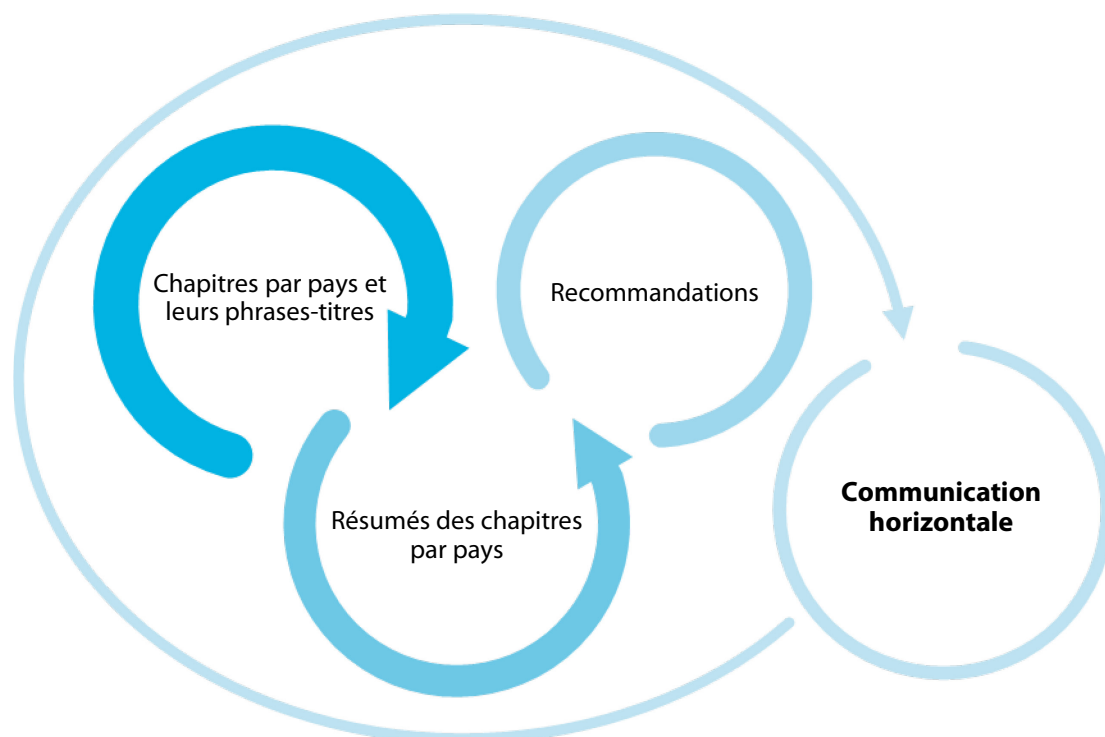 Chapitres par pays et
leurs phrases-titres
Recommandations
Résumés des chapitres
par pays
Communication
horizontale